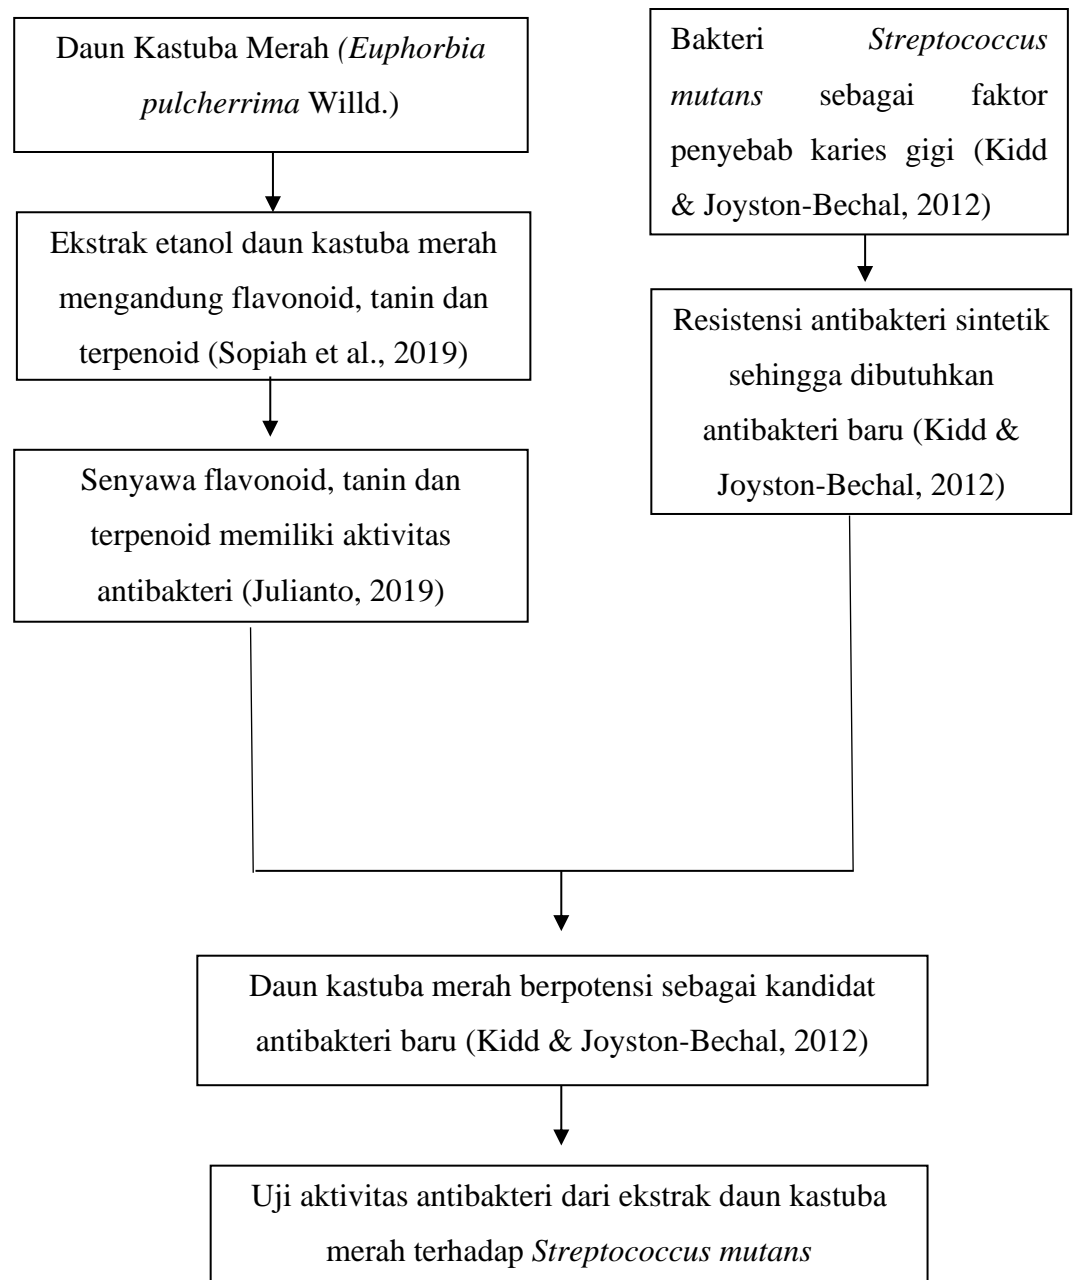 Daun Kastuba Merah (Euphorbia
pulcherrima Willd.)
Ekstrak etanol daun kastuba merah
mengandung flavonoid, tanin dan
terpenoid (Sopiah et al., 2019)
Senyawa flavonoid, tanin dan
terpenoid memiliki aktivitas
antibakteri (Julianto, 2019)
Bakteri Streptococcus
mutans sebagai faktor
penyebab karies gigi (Kidd
& Joyston-Bechal, 2012)
Resistensi antibakteri sintetik
sehingga dibutuhkan
antibakteri baru (Kidd &
Joyston-Bechal, 2012)
Daun kastuba merah berpotensi sebagai kandidat
antibakteri baru (Kidd & Joyston-Bechal, 2012)
Uji aktivitas antibakteri dari ekstrak daun kastuba
merah terhadap Streptococcus mutans